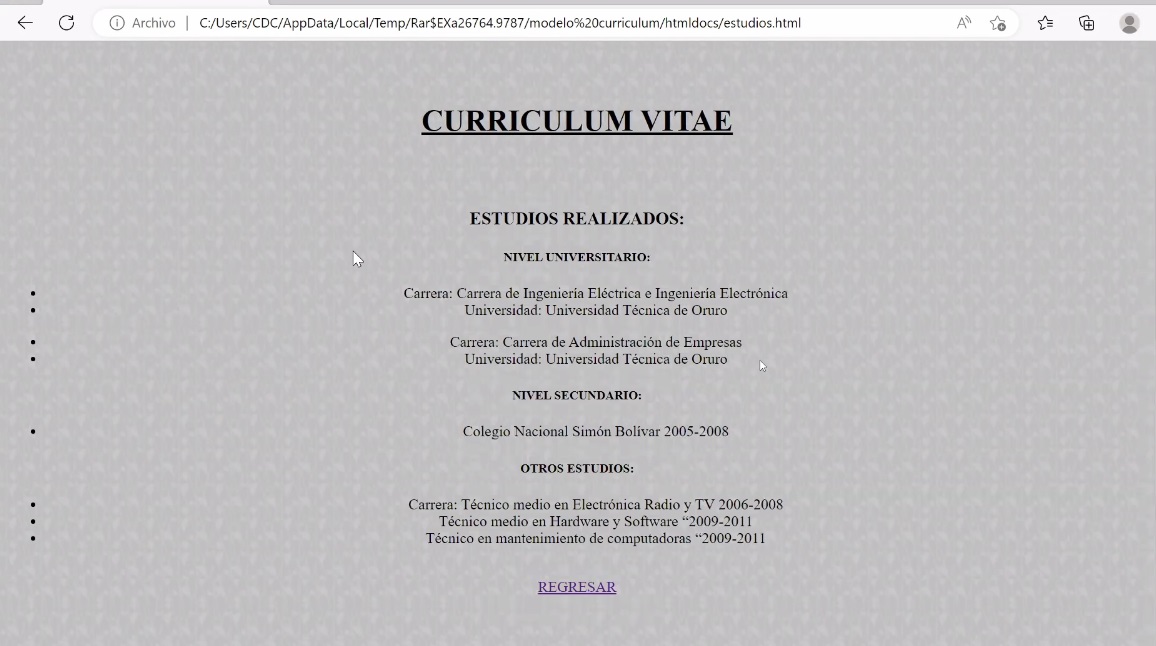 Archivo | C:/Users/CDC/AppData/Local/Temp/Rar$EXa26764.9787/modelo%20curriculum/htmldocs/estudios.html
CURRICULUM VITAE
ESTUDIOS REALIZADOS:
NIVEL UNIVERSITARIO:
• Carrera: Carrera de Ingeniería Eléctrica e Ingeniería Electrónica
• Universidad: Universidad Técnica de Oruro
• Carrera: Carrera de Administración de Empresas
• Universidad: Universidad Técnica de Oruro
NIVEL SECUNDARIO:
• Colegio Nacional Simón Bolívar 2005-2008
OTROS ESTUDIOS:
• Carrera: Técnico medio en Electrónica Radio y TV 2006-2008
• Técnico medio en Hardware y Software “2009-2011
• Técnico en mantenimiento de computadoras “2009-2011
REGRESAR